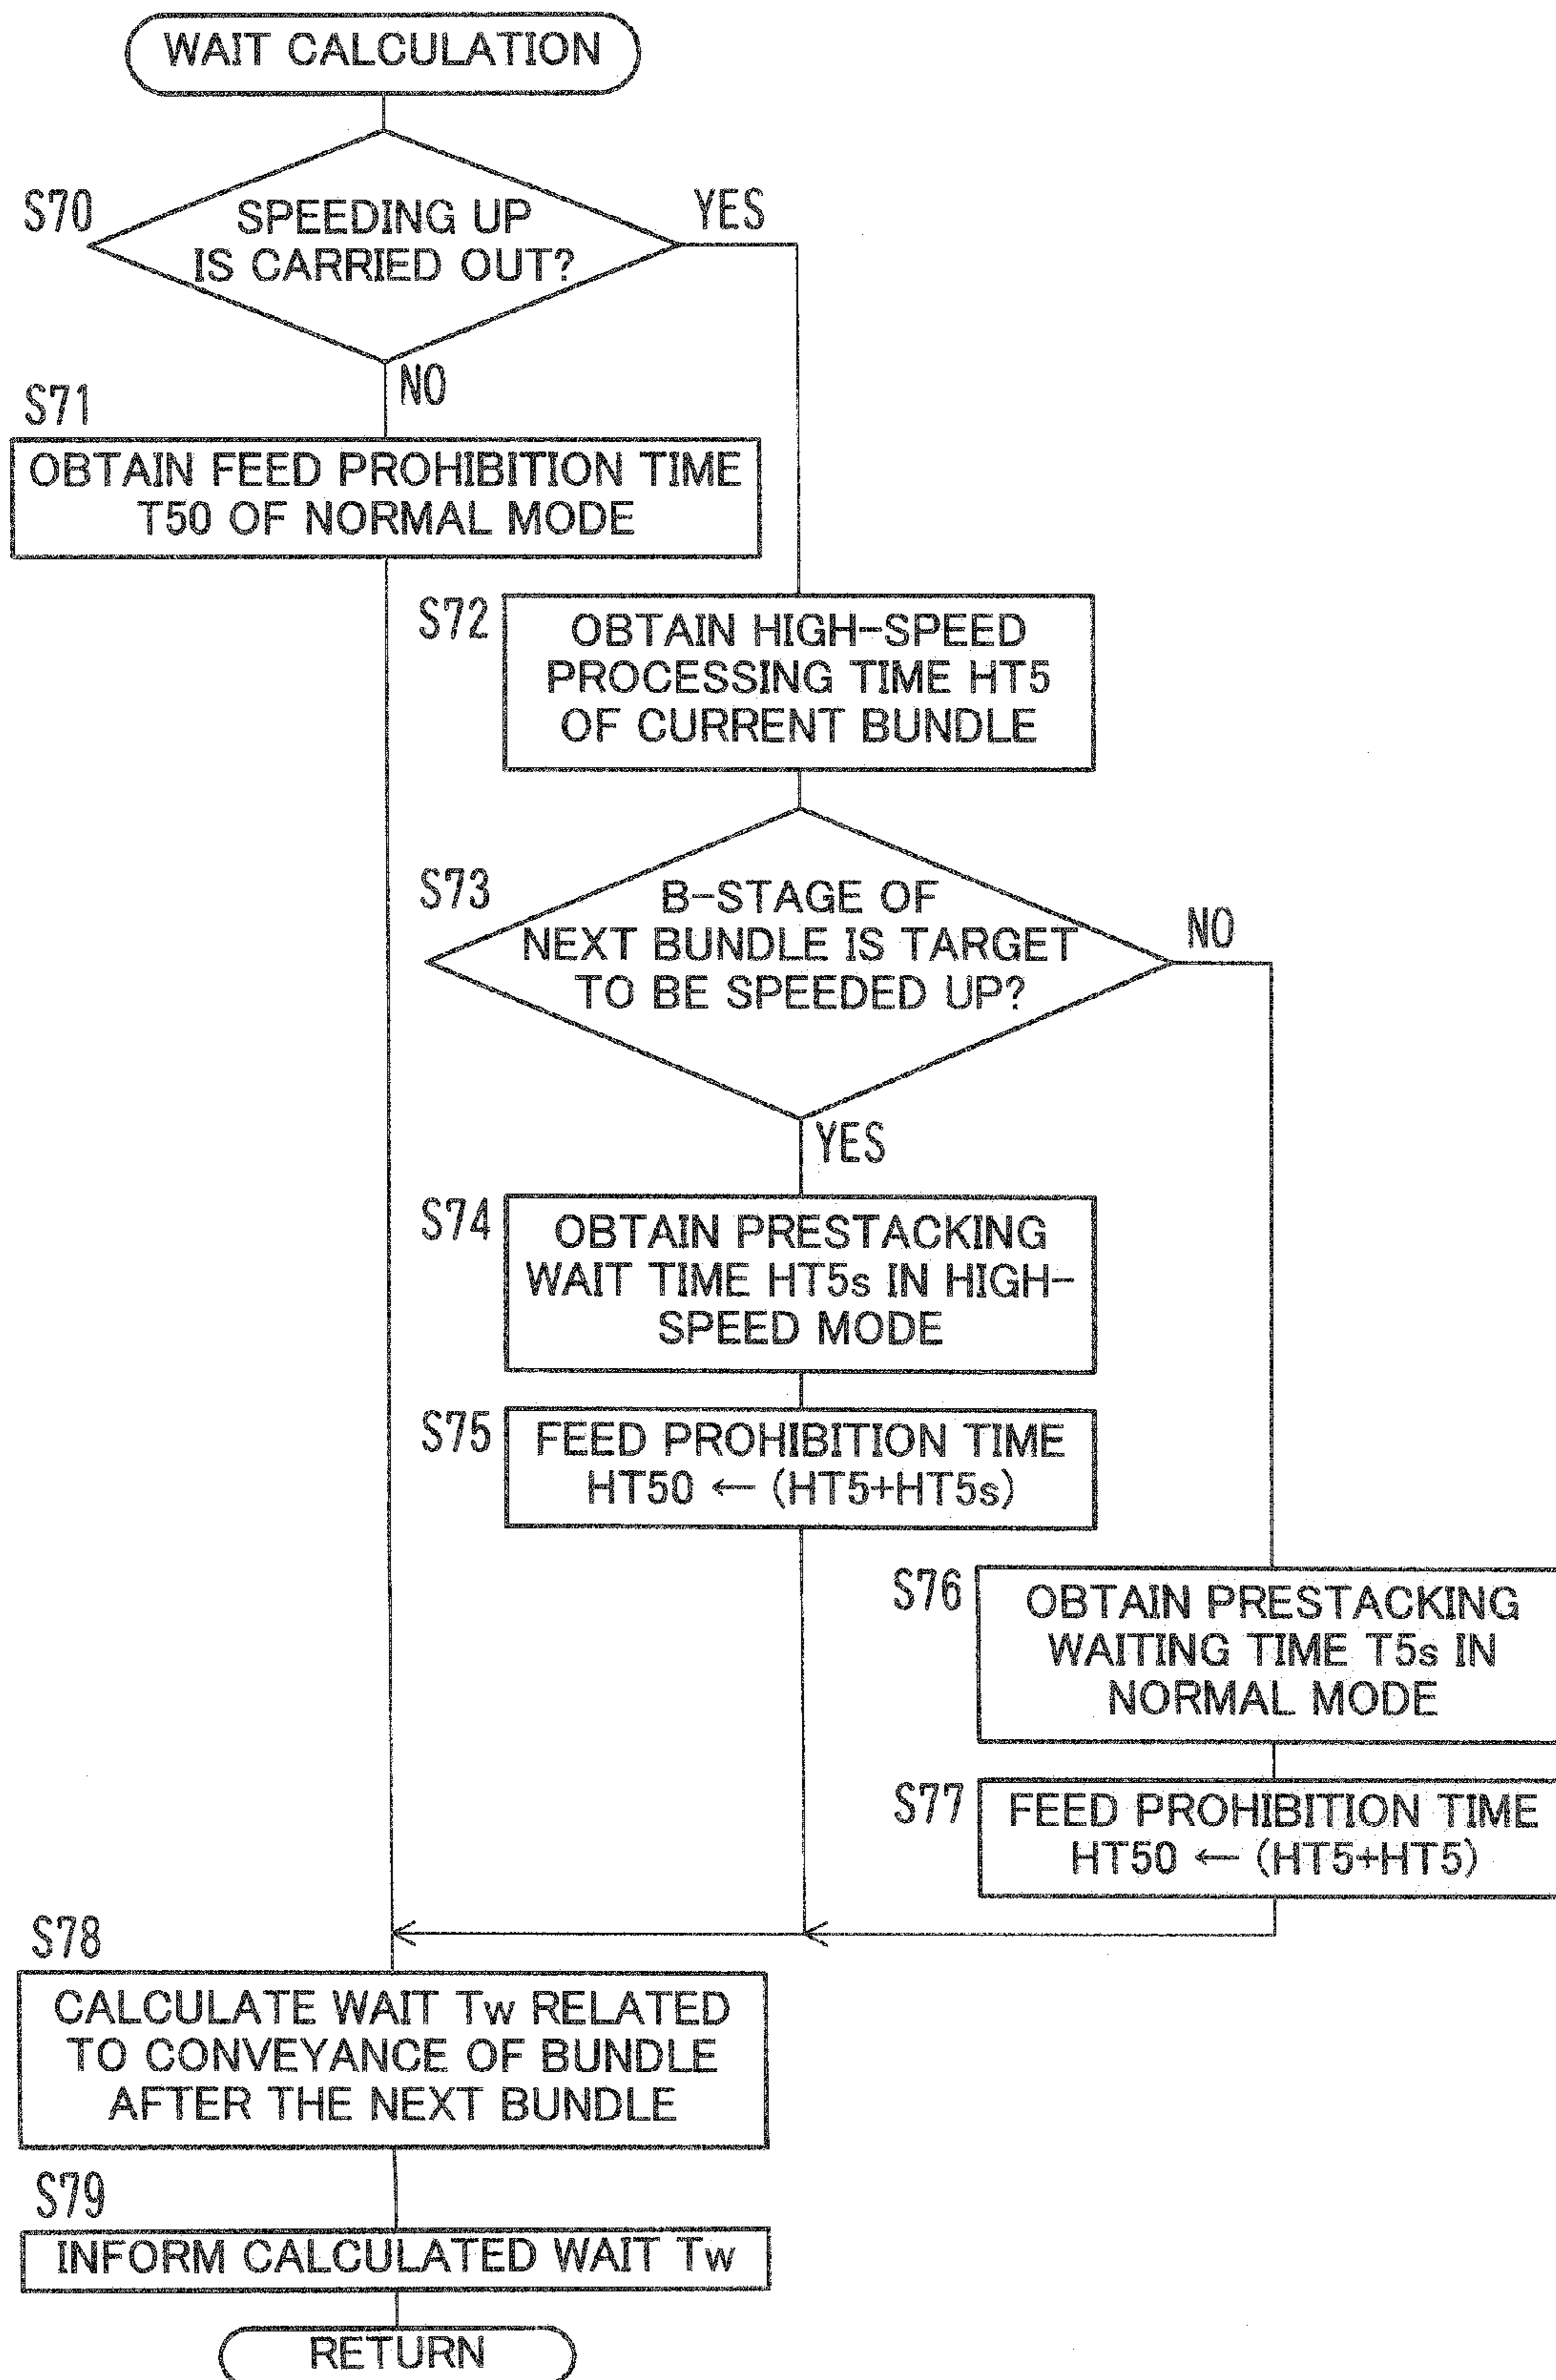 WAIT CALCULATION
S70
SPEEDING UP
IS CARRIED OUT?
YES
NO
S71
OBTAIN FEED PROHIBITION TIME
T50 OF NORMAL MODE
S72
OBTAIN HIGH-SPEED
PROCESSING TIME HT5
OF CURRENT BUNDLE
S73
B-STAGE OF
NEXT BUNDLE IS TARGET
TO BE SPEEDED UP?
NO
YES
S74
OBTAIN PRESTACKING
WAIT TIME HT5s IN HIGH-
SPEED MODE
S75
FEED PROHIBITION TIME
HT50 ← (HT5+HT5s)
S76
OBTAIN PRESTACKING
WAITING TIME T5s IN
NORMAL MODE
S77
FEED PROHIBITION TIME
HT50 ← (HT5+HT5)
S78
CALCULATE WAIT Tw RELATED
TO CONVEYANCE OF BUNDLE
AFTER THE NEXT BUNDLE
S79
INFORM CALCULATED WAIT Tw
RETURN